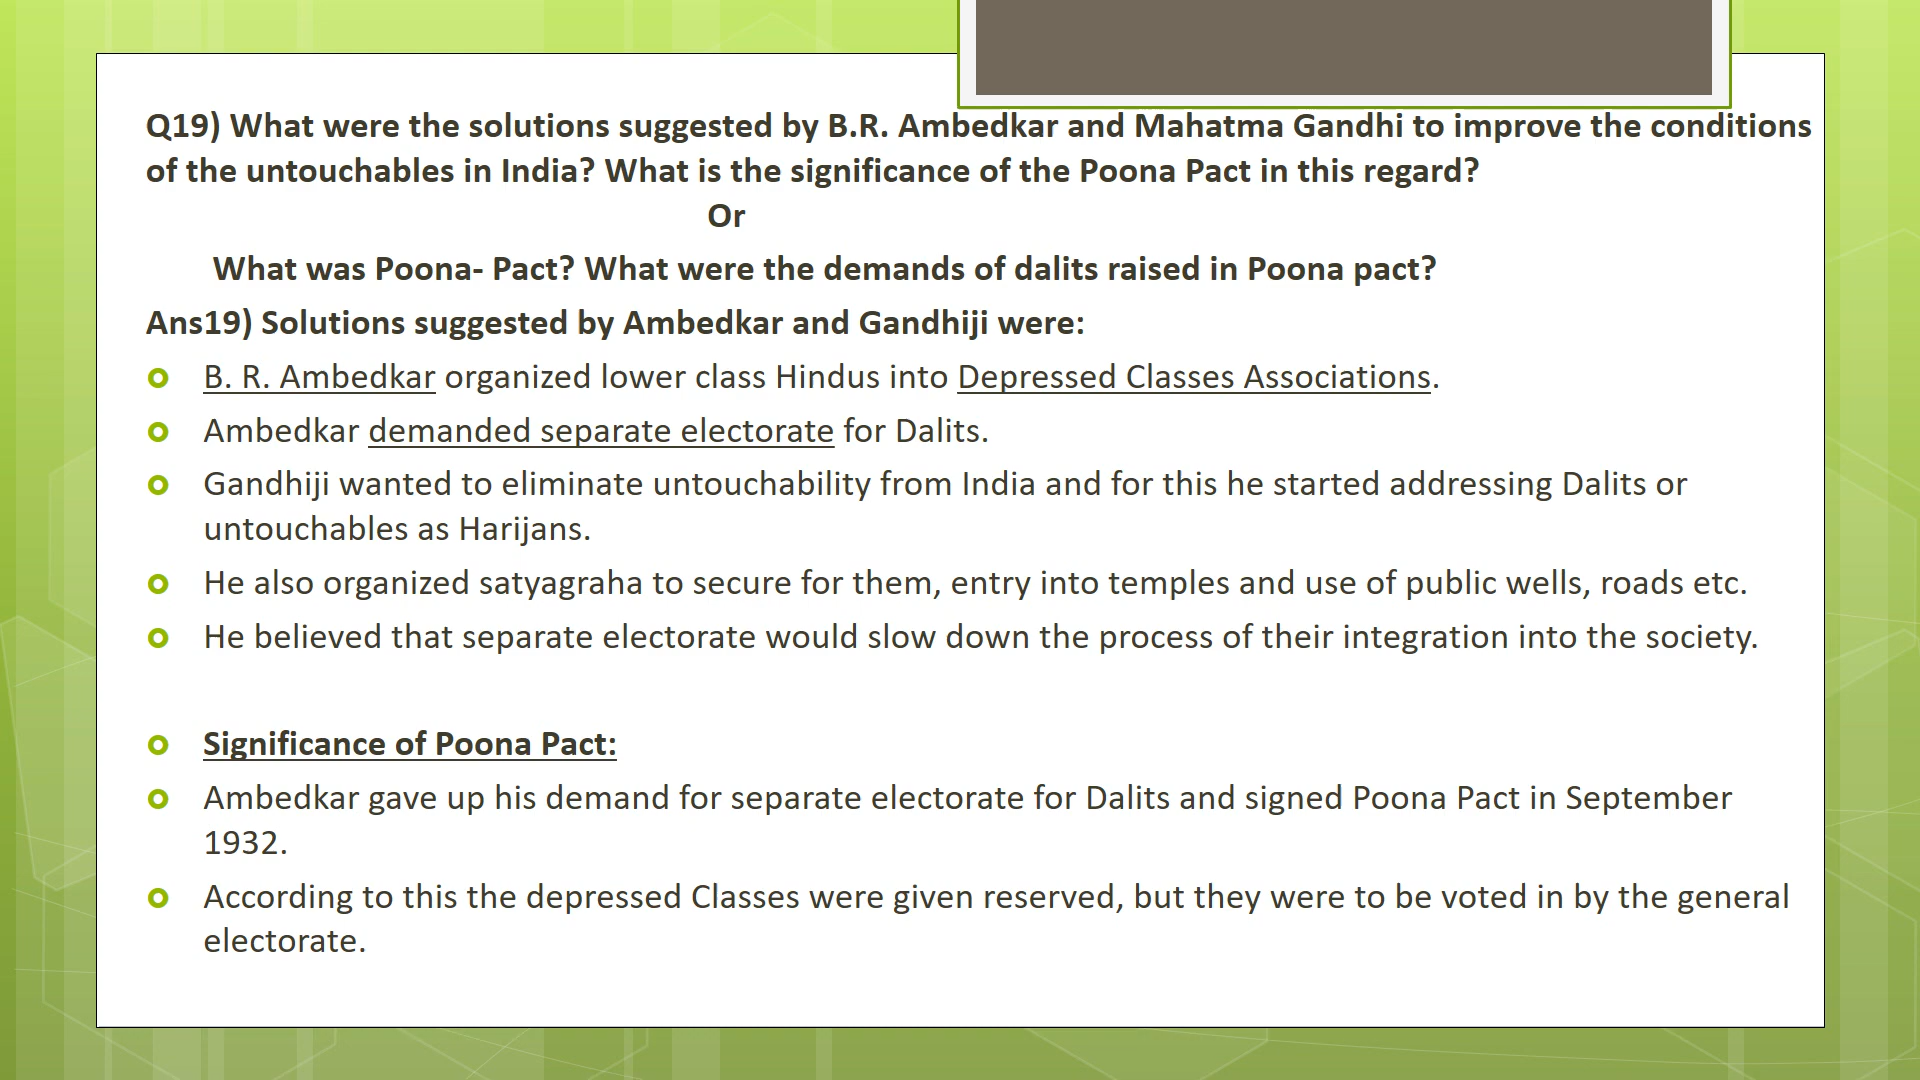 Q19) What were the solutions suggested by B.R. Ambedkar and Mahatma Gandhi to improve the conditions
of the untouchables in India? What is the significance of the Poona Pact in this regard?
Or
What was Poona- Pact? What were the demands of dalits raised in Poona pact?
Ans19) Solutions suggested by Ambedkar and Gandhiji were:
B. R. Ambedkar organized lower class Hindus into Depressed Classes Associations.
Ambedkar demanded separate electorate for Dalits.
Gandhiji wanted to eliminate untouchability from India and for this he started addressing Dalits or
untouchables as Harijans.
He also organized satyagraha to secure for them, entry into temples and use of public wells, roads etc.
He believed that separate electorate would slow down the process of their integration into the society.
Significance of Poona Pact:
Ambedkar gave up his demand for separate electorate for Dalits and signed Poona Pact in September
1932.
According to this the depressed Classes were given reserved, but they were to be voted in by the general
electorate.